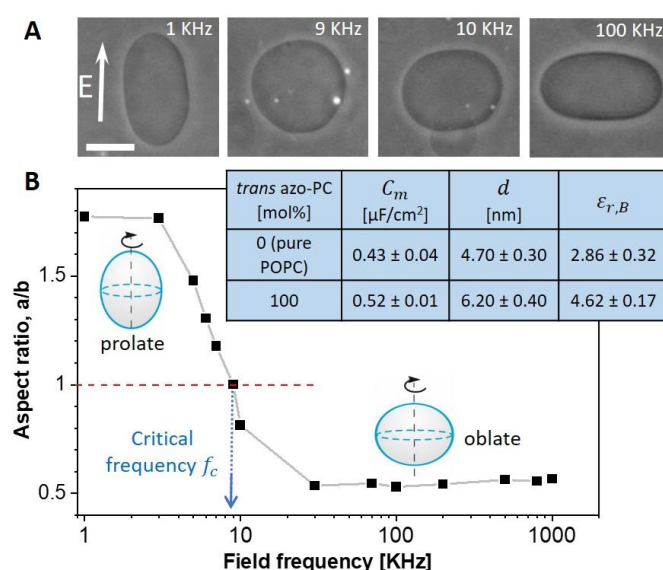 A
1 KHz
9 KHz
10 KHz
100 KHz
E
B
trans azo-PC [mol%]
C_m [μF/cm²]
d [nm]
ε_{r,B}
0 (pure POPC)
0.43 ± 0.04
4.70 ± 0.30
2.86 ± 0.32
100
0.52 ± 0.01
6.20 ± 0.40
4.62 ± 0.17
Aspect ratio, a/b
1.5
1
0.5
prolate
oblate
Critical
frequency f_c
1
10
100
1000
Field frequency [KHz]